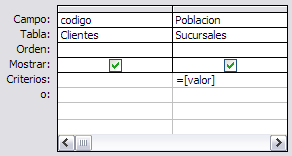 Campo: codigo Poblacion
Tabla: Clientes Sucursales
Orden:
Mostrar:
Criterios: =[valor]
o: